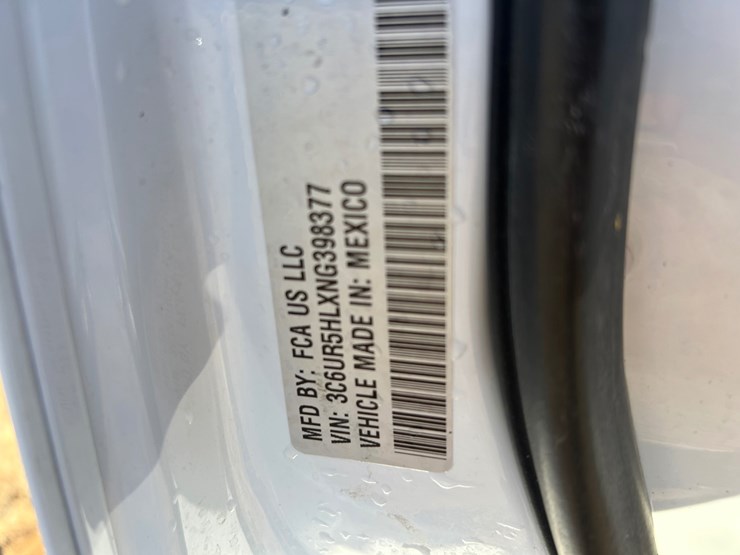 MFD BY: FCA US LLC
VIN: 3C6UR5HLXNG398377
VEHICLE MADE IN: MEXICO